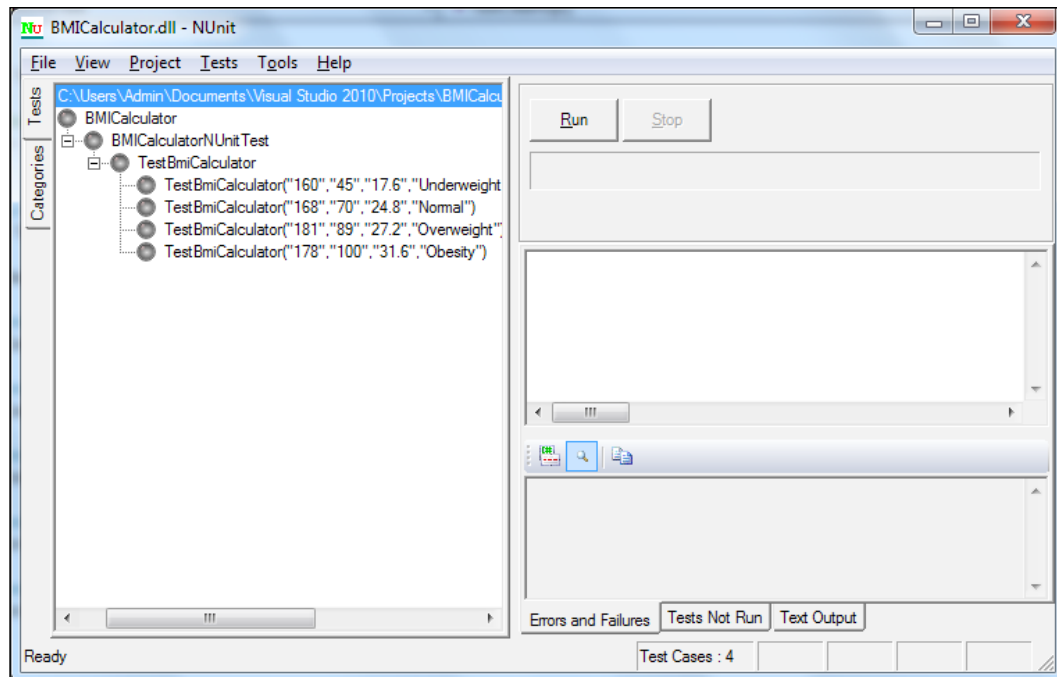 NU BMICalculator.dll - NUnit
File View Project Tests Tools Help
Tests
Categories
C:\Users\Admin\Documents\Visual Studio 2010\Projects\BMICalcu
BMICalculator
BMICalculatorNUnitTest
TestBmiCalculator
TestBmiCalculator("160","45","17.6","Underweight
TestBmiCalculator("168","70","24.8","Normal")
TestBmiCalculator("181","89","27.2","Overweight")
TestBmiCalculator("178","100","31.6","Obesity")
Run Stop
Errors and Failures Tests Not Run Text Output
Ready Test Cases : 4